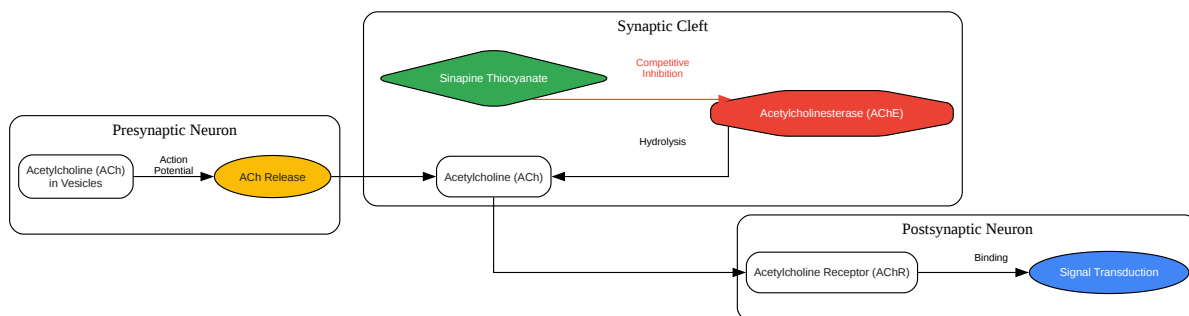 Synaptic Cleft
Sinapine Thiocyanate
Competitive
Inhibition
Acetylcholinesterase (AChE)
Presynaptic Neuron
Acetylcholine (ACh)
in Vesicles
Action
Potential
ACh Release
Hydrolysis
Acetylcholine (ACh)
Postsynaptic Neuron
Acetylcholine Receptor (AChR)
Binding
Signal Transduction